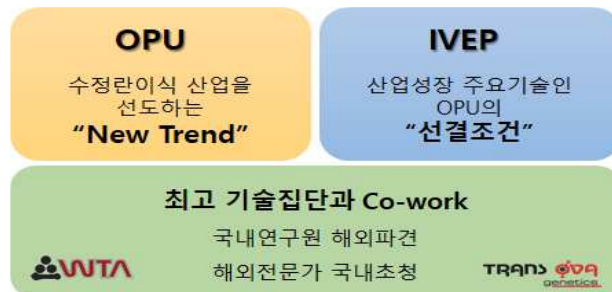 OPU
수정란이식 산업을
선도하는
“New Trend”
IVEP
산업성장 주요기술인
OPU의
“선결조건”
최고 기술집단과 Co-work
국내연구원 해외파견
해외전문가 국내초청
WTA
TRANS OVA
genetics